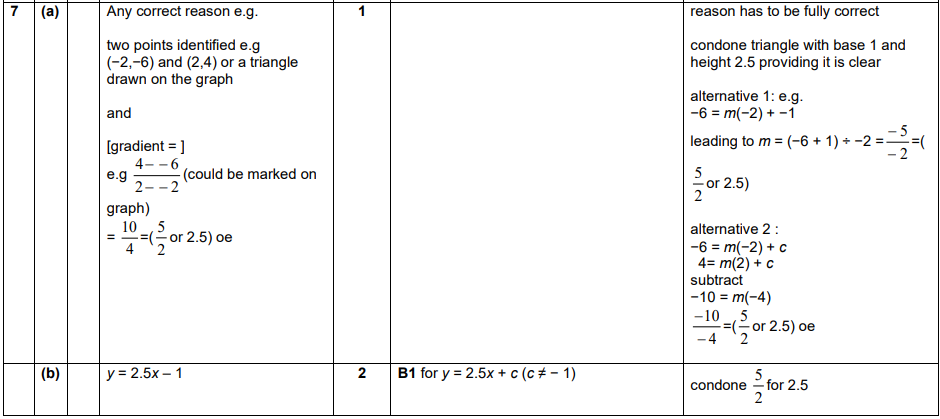 7 (a) Any correct reason e.g. 1 reason has to be fully correct
two points identified e.g
(−2,−6) and (2,4) or a triangle
drawn on the graph
and
[gradient = ]
e.g 4− −6 / 2− −2 (could be marked on
graph)
= 10/4 =( 5/2 or 2.5) oe
condone triangle with base 1 and
height 2.5 providing it is clear
alternative 1: e.g.
−6 = m(−2) + −1
leading to m = (−6 + 1) ÷ −2 = −5/−2 =(
5/2 or 2.5)
alternative 2 :
−6 = m(−2) + c
4= m(2) + c
subtract
−10 = m(−4)
−10/−4 =( 5/2 or 2.5) oe
(b) y = 2.5x – 1 2 B1 for y = 2.5x + c (c ≠ − 1) condone 5/2 for 2.5